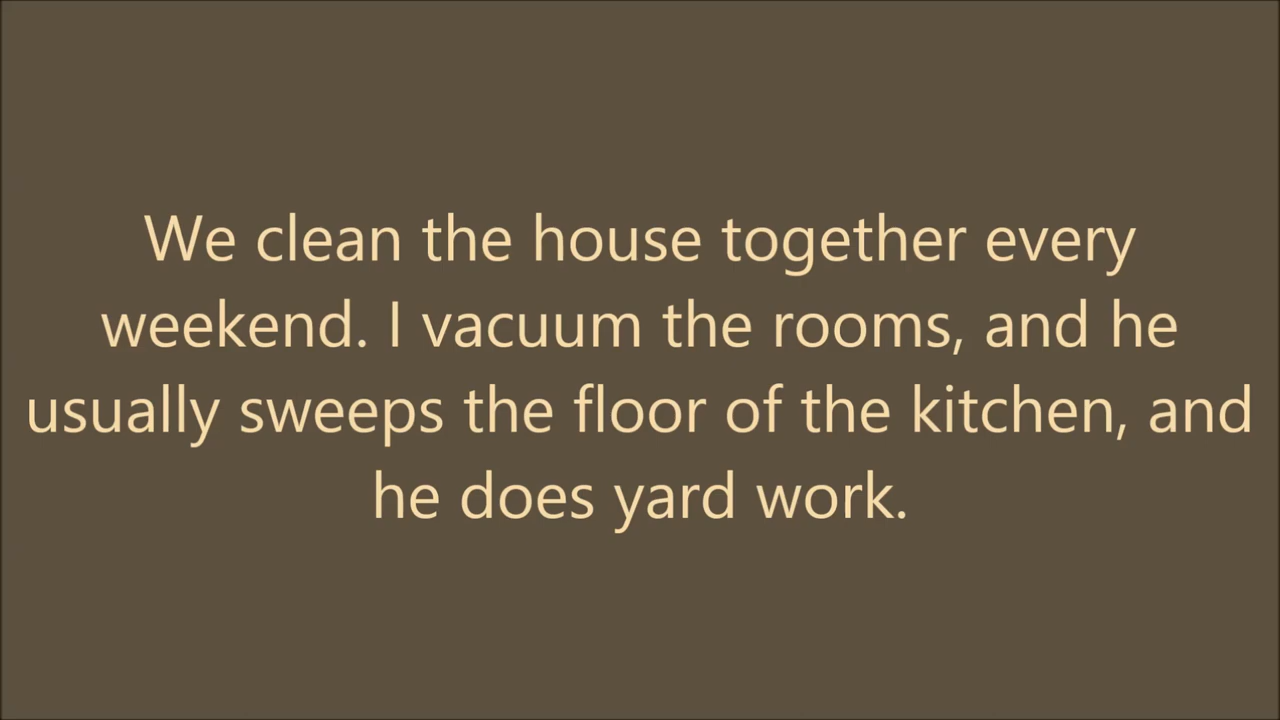 We clean the house together every
weekend. I vacuum the rooms, and he
usually sweeps the floor of the kitchen, and
he does yard work.